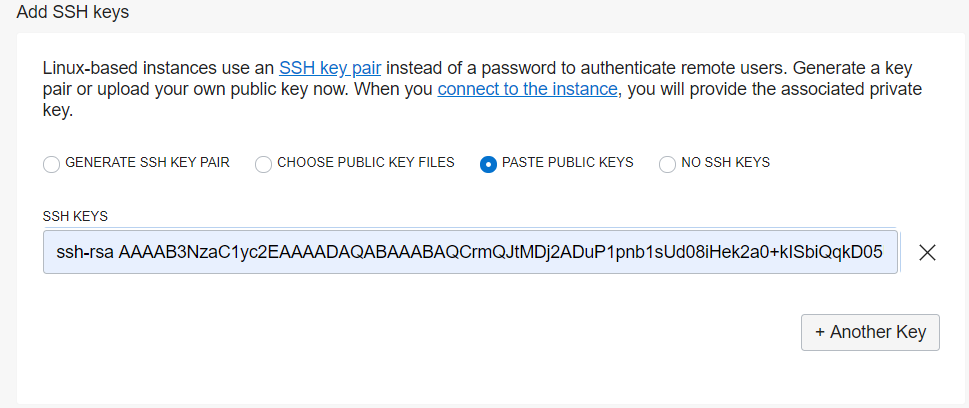 Add SSH keys
Linux-based instances use an SSH key pair instead of a password to authenticate remote users. Generate a key
pair or upload your own public key now. When you connect to the instance, you will provide the associated private
key.
GENERATE SSH KEY PAIR CHOOSE PUBLIC KEY FILES PASTE PUBLIC KEYS NO SSH KEYS
SSH KEYS
ssh-rsa AAAAB3NzaC1yc2EAAAADAQABAAABAQCrmQJtMDj2ADuP1pnb1sUd08iHek2a0+kISbiQqkD05
+ Another Key